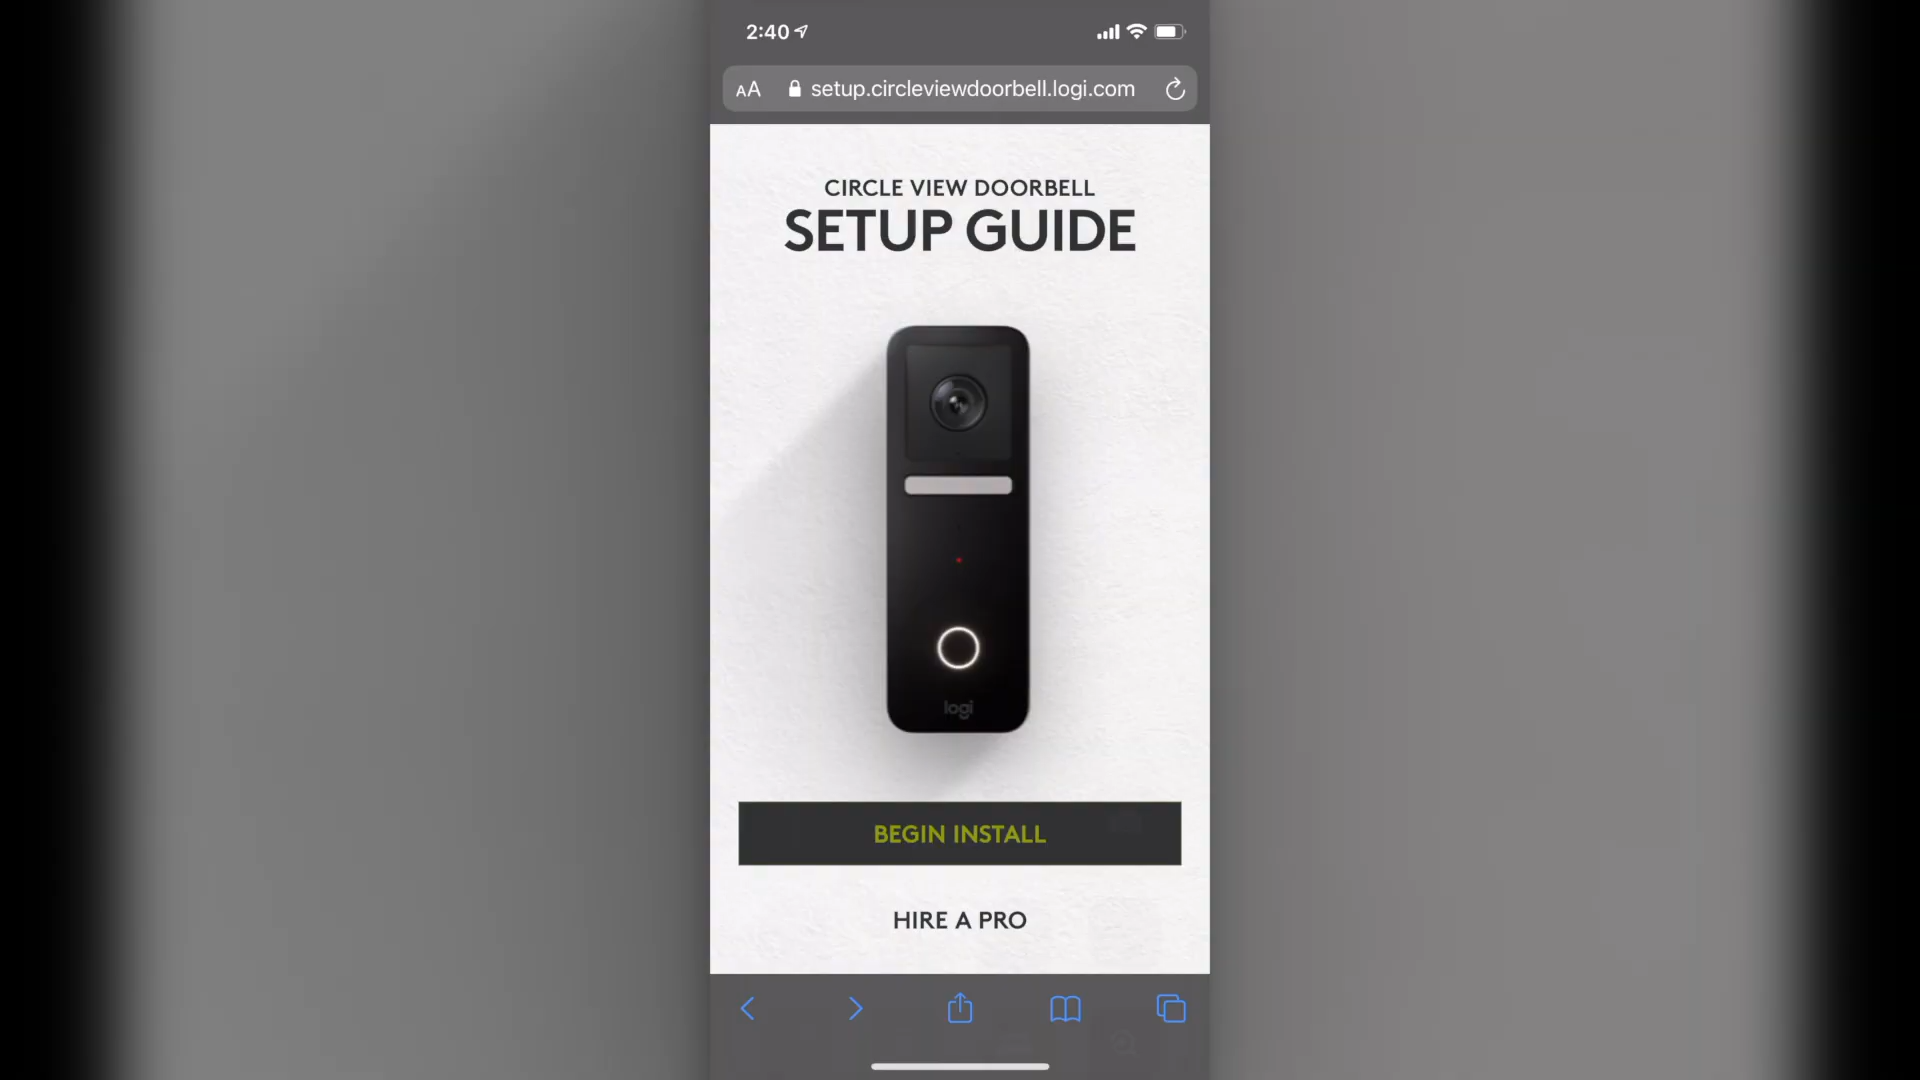 2:40
AA setup.circleviewdoorbell.logi.com
CIRCLE VIEW DOORBELL
SETUP GUIDE
logi
BEGIN INSTALL
HIRE A PRO